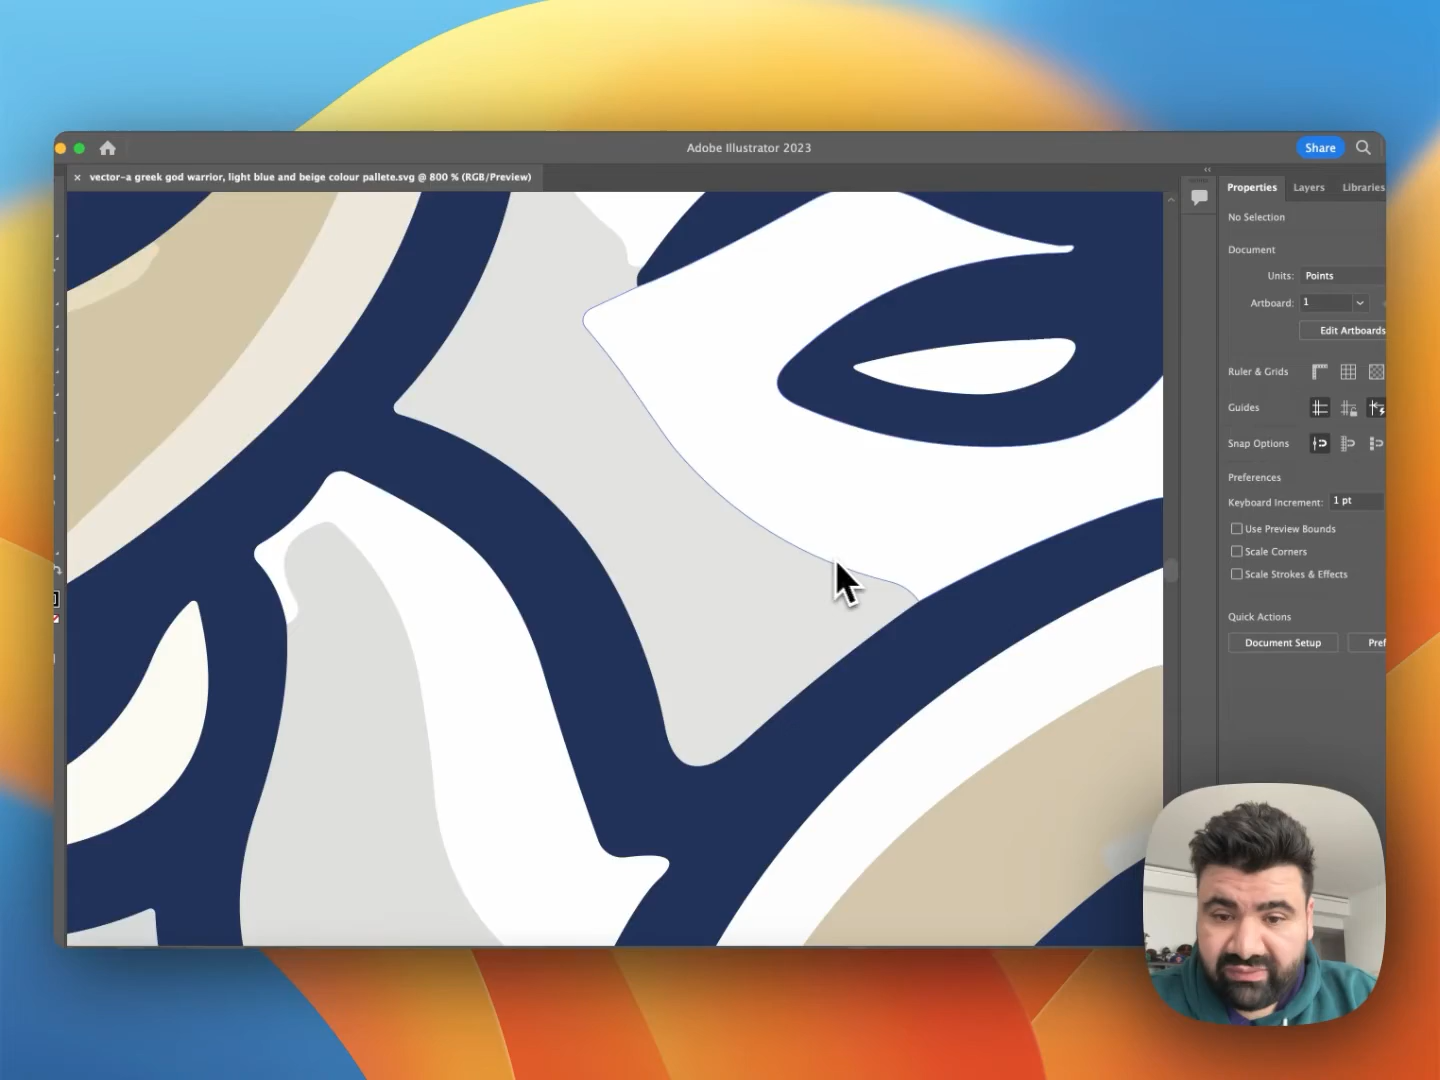 Adobe Illustrator 2023
Share
× vector-a greek god warrior, light blue and beige colour pallete.svg @ 800 % (RGB/Preview)
Properties Layers Libraries
No Selection
Document
Units: Points
Artboard: 1
Edit Artboards
Ruler & Grids
Guides
Snap Options
Preferences
Keyboard Increment: 1 pt
Use Preview Bounds
Scale Corners
Scale Strokes & Effects
Quick Actions
Document Setup Pref